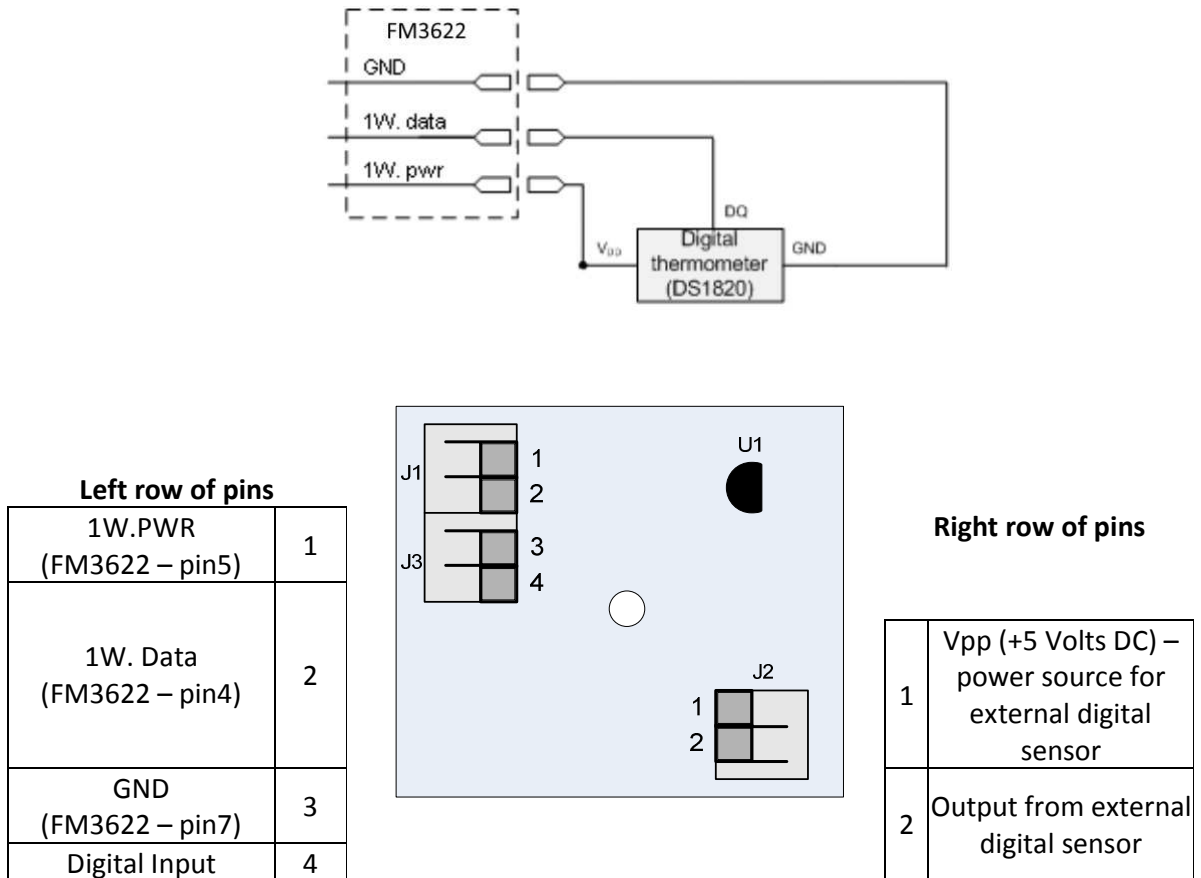 FM3622
GND
1W. data
1W. pwr
DQ
Digital
thermometer
(DS1820)
V_DD
GND
Left row of pins
1W.PWR
(FM3622 – pin5)
1
1W. Data
(FM3622 – pin4)
2
GND
(FM3622 – pin7)
3
Digital Input
4
J1
1
2
J3
3
4
U1
J2
1
2
Right row of pins
1
Vpp (+5 Volts DC) –
power source for
external digital
sensor
2
Output from external
digital sensor